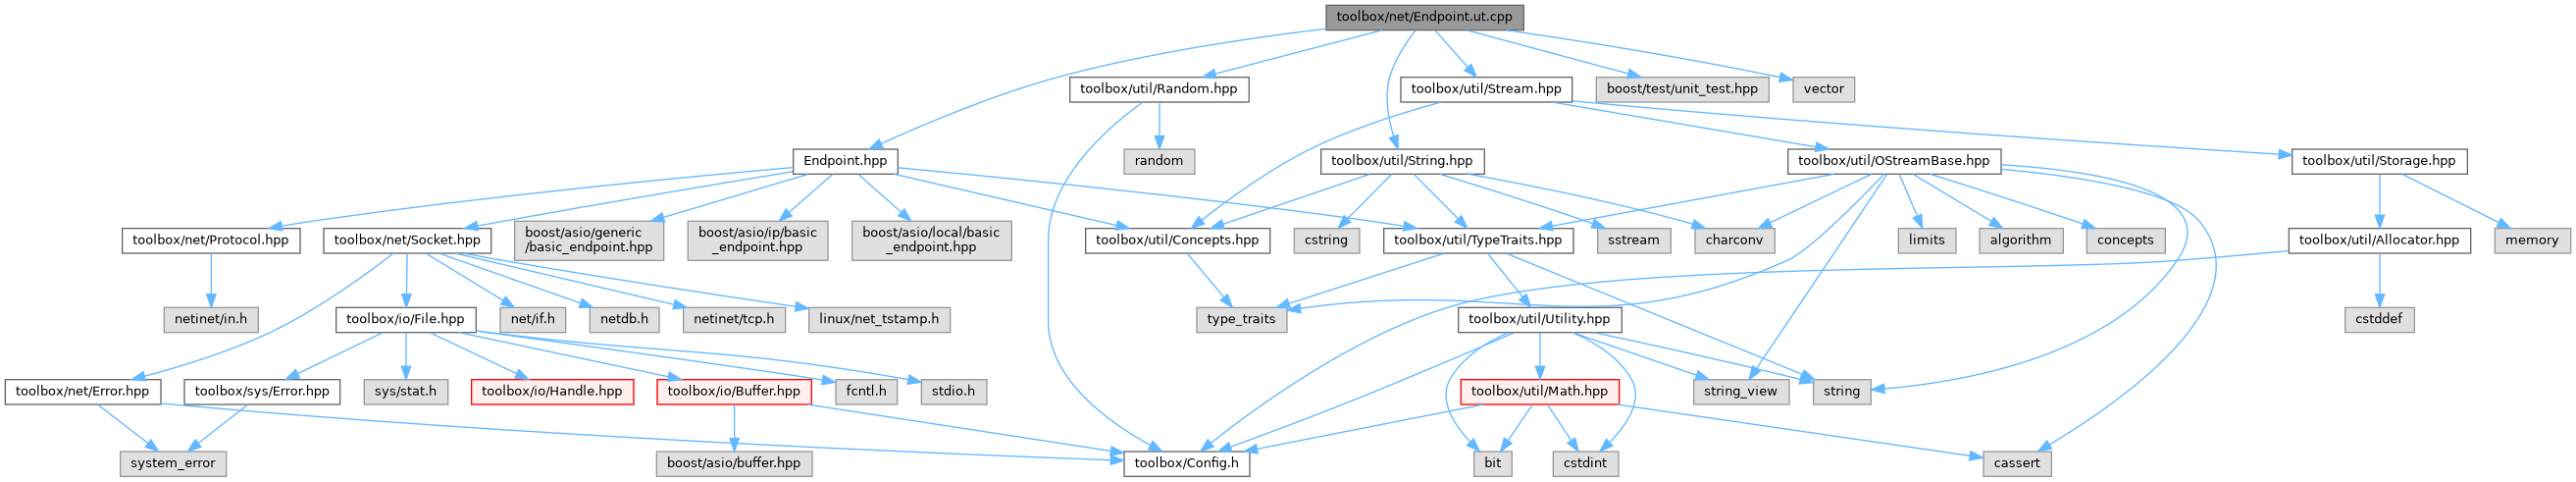 toolbox/net/Endpoint.ut.cpp
toolbox/util/Random.hpp
toolbox/util/Stream.hpp
boost/test/unit_test.hpp
vector
Endpoint.hpp
random
toolbox/util/String.hpp
toolbox/util/OStreamBase.hpp
toolbox/util/Storage.hpp
toolbox/net/Protocol.hpp
toolbox/net/Socket.hpp
boost/asio/generic
/basic_endpoint.hpp
boost/asio/ip/basic
_endpoint.hpp
boost/asio/local/basic
_endpoint.hpp
toolbox/util/Concepts.hpp
cstring
toolbox/util/TypeTraits.hpp
sstream
charconv
limits
algorithm
concepts
toolbox/util/Allocator.hpp
memory
netinet/in.h
toolbox/io/File.hpp
net/if.h
netdb.h
netinet/tcp.h
linux/net_tstamp.h
type_traits
toolbox/util/Utility.hpp
cstddef
toolbox/net/Error.hpp
toolbox/sys/Error.hpp
sys/stat.h
toolbox/io/Handle.hpp
toolbox/io/Buffer.hpp
fcntl.h
stdio.h
toolbox/util/Math.hpp
string_view
string
system_error
boost/asio/buffer.hpp
toolbox/Config.h
bit
cstdint
cassert